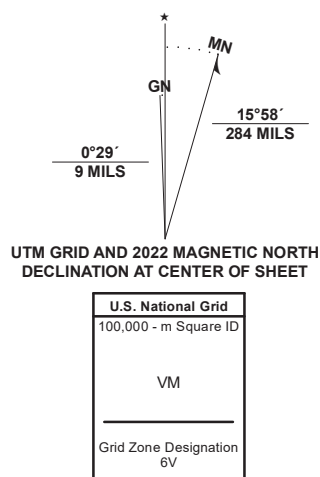 MN
GN
15°58´
284 MILS
0°29´
9 MILS
UTM GRID AND 2022 MAGNETIC NORTH
DECLINATION AT CENTER OF SHEET
U.S. National Grid
100,000 - m Square ID
VM
Grid Zone Designation
6V